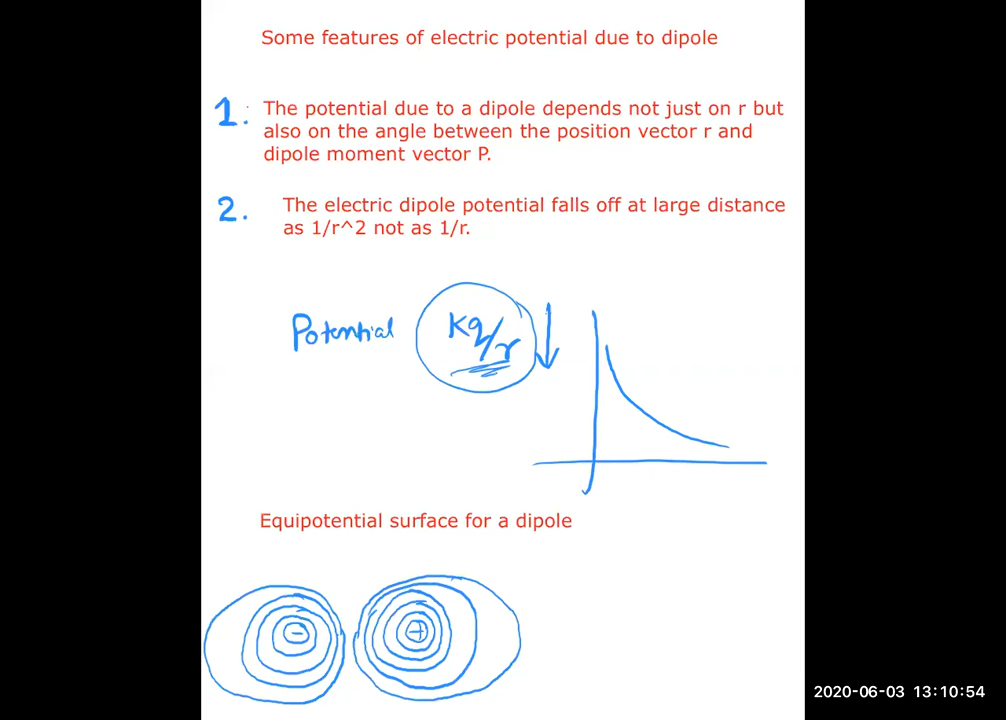 Some features of electric potential due to dipole
1. The potential due to a dipole depends not just on r but
also on the angle between the position vector r and
dipole moment vector P.
2. The electric dipole potential falls off at large distance
as 1/r^2 not as 1/r.
Potential Kq/r
Equipotential surface for a dipole
- +
2020-06-03 13:10:54